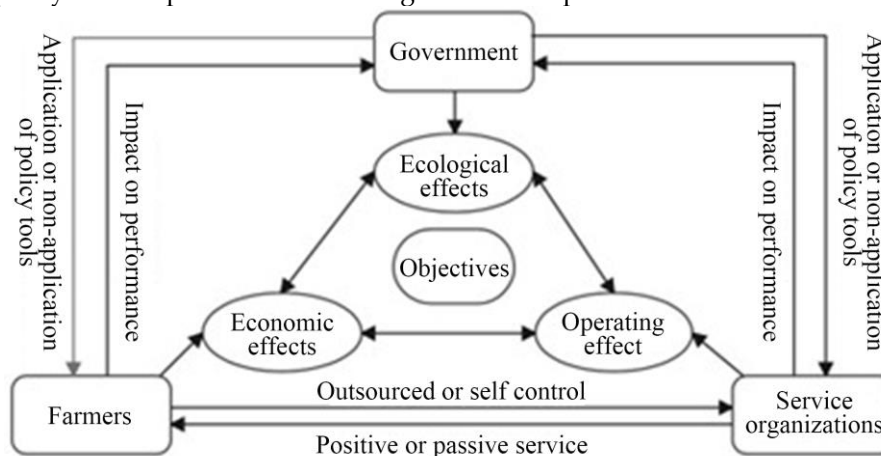 Government
Application or non-application
of policy tools
Impact on performance
Impact on performance
Application or non-application
of policy tools
Ecological
effects
Objectives
Economic
effects
Operating
effect
Farmers
Outsourced or self control
Positive or passive service
Service
organizations